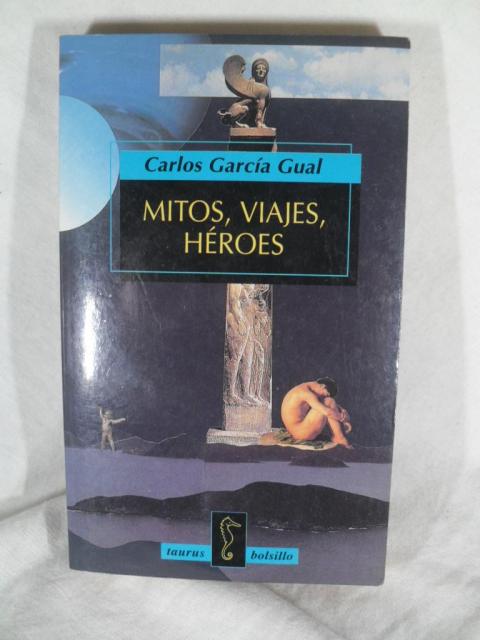 Carlos García Gual
MITOS, VIAJES,
HÉROES
taurus bolsillo